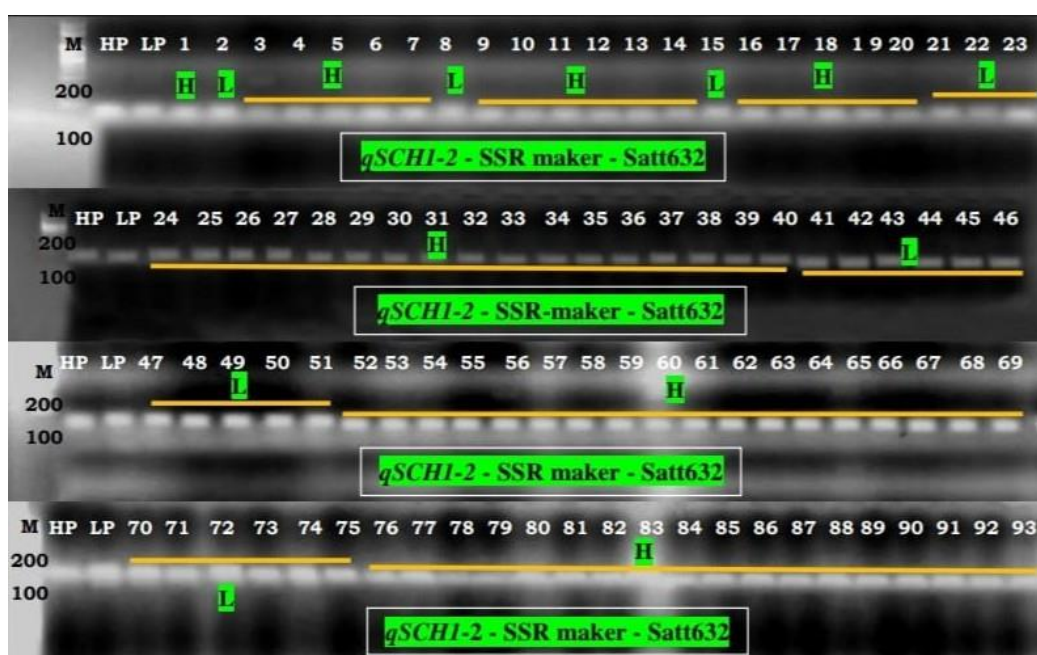 M HP LP 1 2 3 4 5 6 7 8 9 10 11 12 13 14 15 16 17 18 19 20 21 22 23
H L H L H L H L
200
100
qSCH1-2 - SSR maker - Satt632
M HP LP 24 25 26 27 28 29 30 31 32 33 34 35 36 37 38 39 40 41 42 43 44 45 46
H L
200
100
qSCH1-2 - SSR-maker - Satt632
M HP LP 47 48 49 50 51 52 53 54 55 56 57 58 59 60 61 62 63 64 65 66 67 68 69
L H
200
100
qSCH1-2 - SSR maker - Satt632
M HP LP 70 71 72 73 74 75 76 77 78 79 80 81 82 83 84 85 86 87 88 89 90 91 92 93
H
200
100
L
qSCH1-2 - SSR maker - Satt632